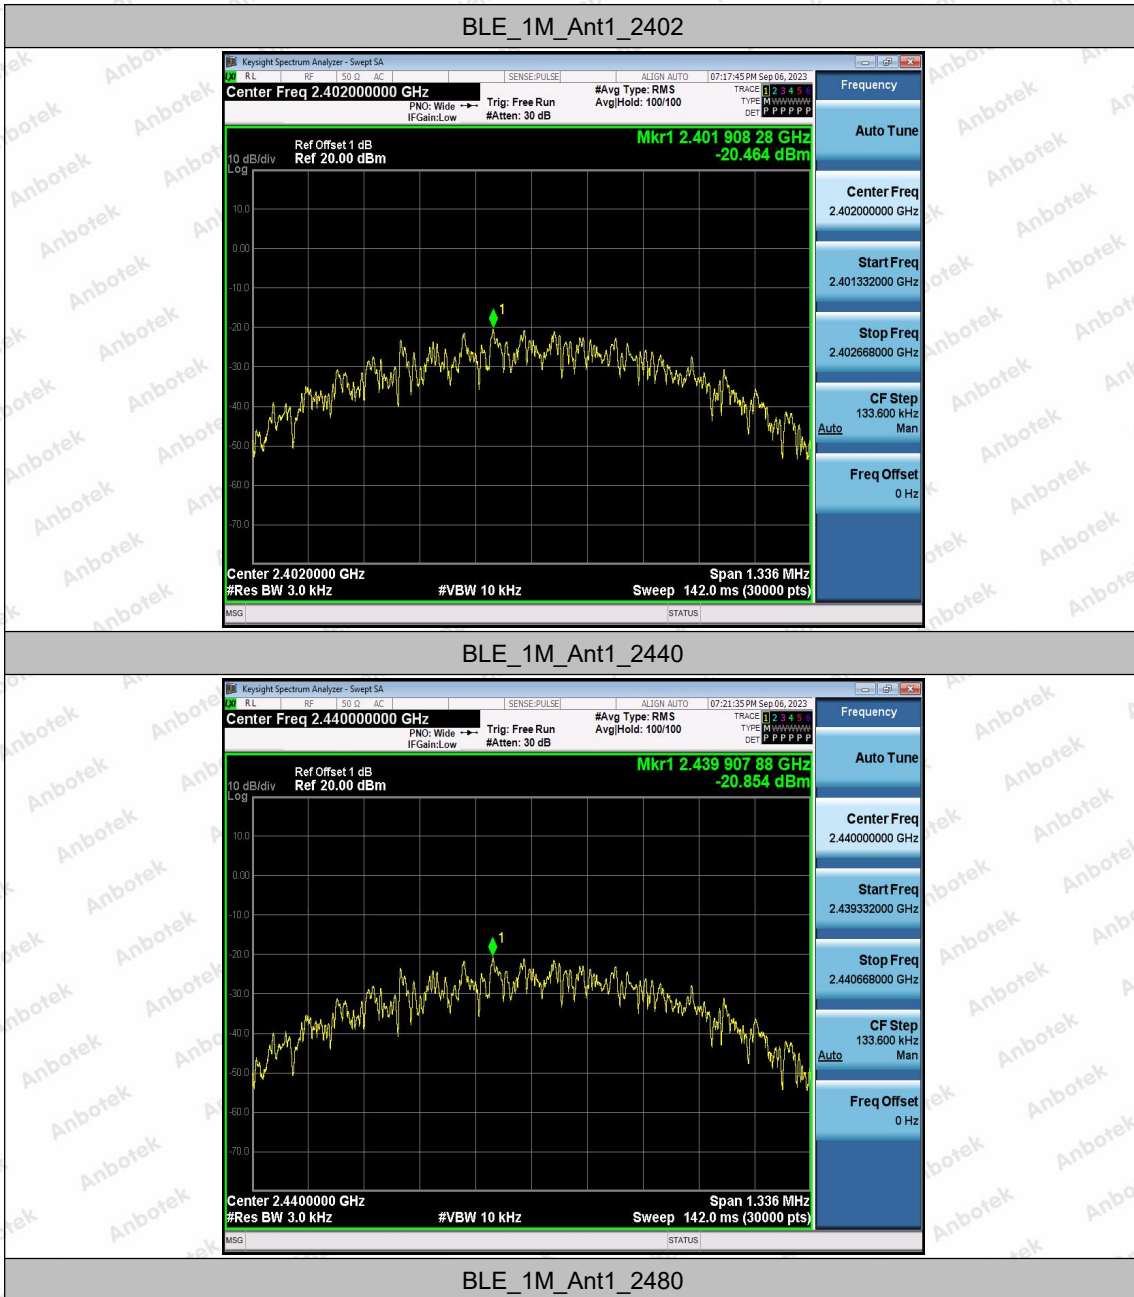 BLE_1M_Ant1_2402
Keysight Spectrum Analyzer - Swept SA
LXI RL RF 50 Ω AC SENSE:PULSE ALIGN AUTO 07:17:45 PM Sep 06, 2023
Center Freq 2.402000000 GHz
PNO: Wide
IFGain:Low
Trig: Free Run
#Atten: 30 dB
#Avg Type: RMS
Avg|Hold: 100/100
TRACE 1 2 3 4 5 6
TYPE M W W W W W
DET P P P P P P
Mkr1 2.401 908 28 GHz
-20.464 dBm
Ref Offset 1 dB
10 dB/div Ref 20.00 dBm
Log
10.0
0.00
-10.0
-20.0
-30.0
-40.0
-50.0
-60.0
-70.0
1
Center 2.4020000 GHz Span 1.336 MHz
#Res BW 3.0 kHz #VBW 10 kHz Sweep 142.0 ms (30000 pts)
MSG STATUS
Frequency
Auto Tune
Center Freq
2.402000000 GHz
Start Freq
2.401332000 GHz
Stop Freq
2.402668000 GHz
CF Step
133.600 kHz
Auto Man
Freq Offset
0 Hz
BLE_1M_Ant1_2440
Keysight Spectrum Analyzer - Swept SA
LXI RL RF 50 Ω AC SENSE:PULSE ALIGN AUTO 07:21:35 PM Sep 06, 2023
Center Freq 2.440000000 GHz
PNO: Wide
IFGain:Low
Trig: Free Run
#Atten: 30 dB
#Avg Type: RMS
Avg|Hold: 100/100
TRACE 1 2 3 4 5 6
TYPE M W W W W W
DET P P P P P P
Mkr1 2.439 907 88 GHz
-20.854 dBm
Ref Offset 1 dB
10 dB/div Ref 20.00 dBm
Log
10.0
0.00
-10.0
-20.0
-30.0
-40.0
-50.0
-60.0
-70.0
1
Center 2.4400000 GHz Span 1.336 MHz
#Res BW 3.0 kHz #VBW 10 kHz Sweep 142.0 ms (30000 pts)
MSG STATUS
Frequency
Auto Tune
Center Freq
2.440000000 GHz
Start Freq
2.439332000 GHz
Stop Freq
2.440668000 GHz
CF Step
133.600 kHz
Auto Man
Freq Offset
0 Hz
BLE_1M_Ant1_2480
Anbotek